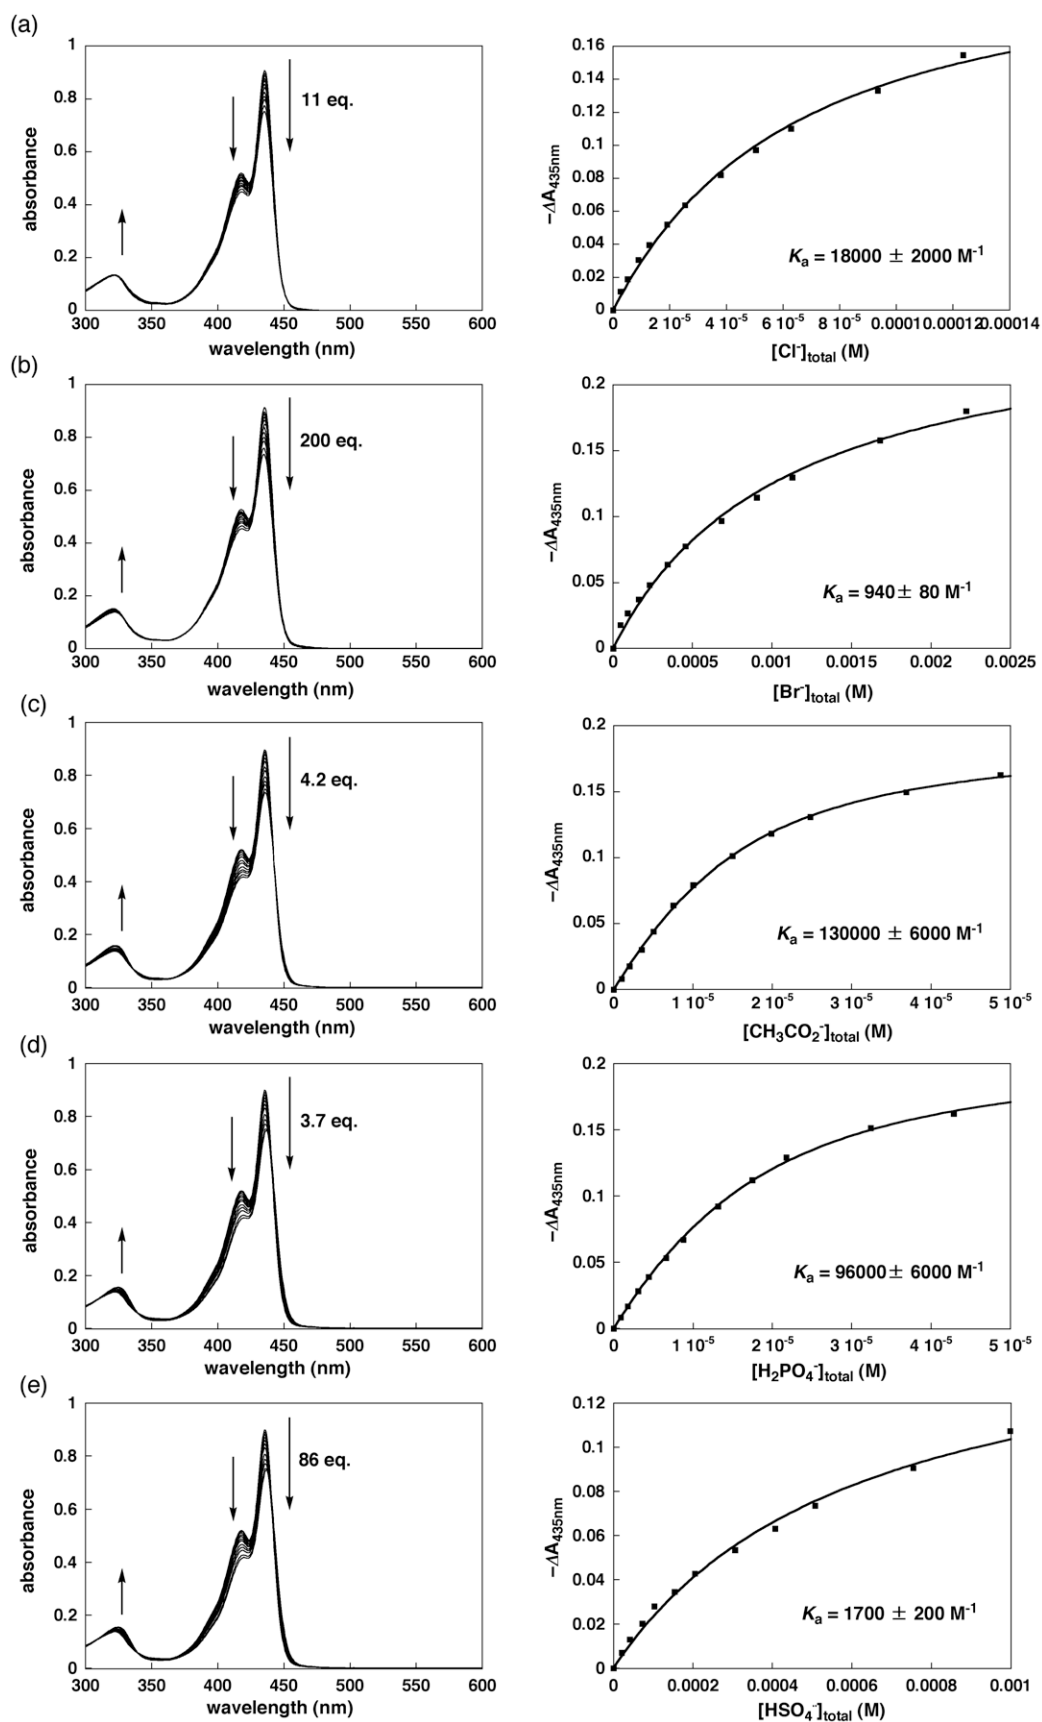 (a)
absorbance
1
0.8
0.6
0.4
0.2
0
11 eq.
300 350 400 450 500 550 600
wavelength (nm)
−ΔA435nm
0.16
0.14
0.12
0.1
0.08
0.06
0.04
0.02
0
Ka = 18000 ± 2000 M-1
0 2 10-5 4 10-5 6 10-5 8 10-5 0.0001 0.00012 0.00014
[Cl-]total (M)
(b)
absorbance
1
0.8
0.6
0.4
0.2
0
200 eq.
300 350 400 450 500 550 600
wavelength (nm)
−ΔA435nm
0.2
0.15
0.1
0.05
0
Ka = 940± 80 M-1
0 0.0005 0.001 0.0015 0.002 0.0025
[Br-]total (M)
(c)
absorbance
1
0.8
0.6
0.4
0.2
0
4.2 eq.
300 350 400 450 500 550 600
wavelength (nm)
−ΔA435nm
0.2
0.15
0.1
0.05
0
Ka = 130000 ± 6000 M-1
0 1 10-5 2 10-5 3 10-5 4 10-5 5 10-5
[CH3CO2-]total (M)
(d)
absorbance
1
0.8
0.6
0.4
0.2
0
3.7 eq.
300 350 400 450 500 550 600
wavelength (nm)
−ΔA435nm
0.2
0.15
0.1
0.05
0
Ka = 96000± 6000 M-1
0 1 10-5 2 10-5 3 10-5 4 10-5 5 10-5
[H2PO4-]total (M)
(e)
absorbance
1
0.8
0.6
0.4
0.2
0
86 eq.
300 350 400 450 500 550 600
wavelength (nm)
−ΔA435nm
0.12
0.1
0.08
0.06
0.04
0.02
0
Ka = 1700 ± 200 M-1
0 0.0002 0.0004 0.0006 0.0008 0.001
[HSO4-]total (M)